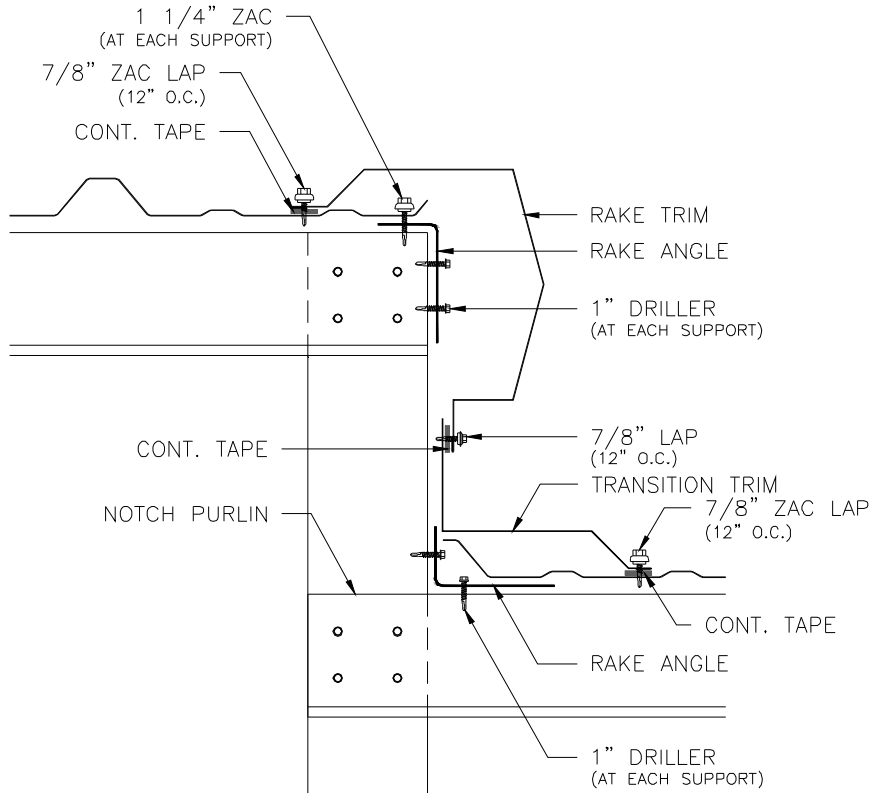 1 1/4” ZAC
(AT EACH SUPPORT)
7/8” ZAC LAP
(12” O.C.)
CONT. TAPE
RAKE TRIM
RAKE ANGLE
1” DRILLER
(AT EACH SUPPORT)
CONT. TAPE
7/8” LAP
(12” O.C.)
TRANSITION TRIM
7/8” ZAC LAP
(12” O.C.)
NOTCH PURLIN
CONT. TAPE
RAKE ANGLE
1” DRILLER
(AT EACH SUPPORT)